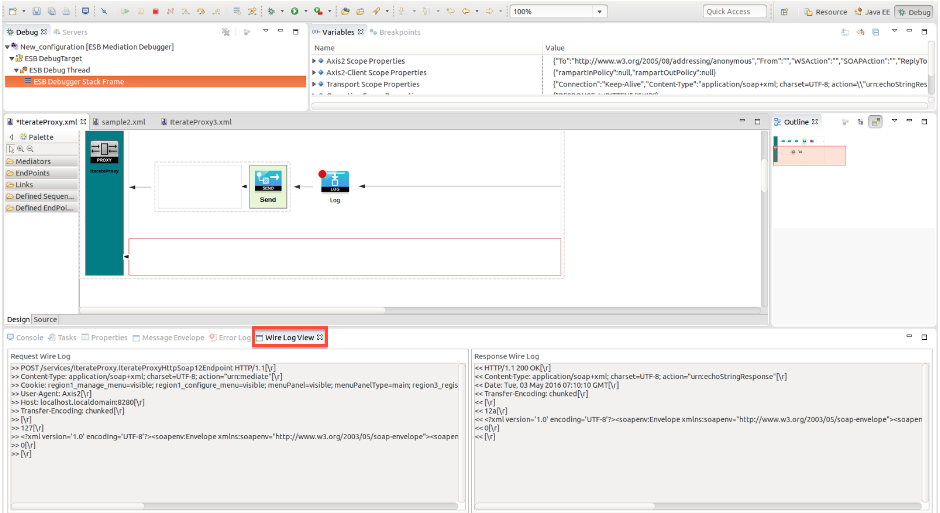 100%
Quick Access
Resource
Java EE
Debug
Debug
Servers
New_configuration [ESB Mediation Debugger]
ESB DebugTarget
ESB Debug Thread
ESB Debugger Stack Frame
(x)= Variables
Breakpoints
Name
Value
Axis2 Scope Properties
{"To":"http://www.w3.org/2005/08/addressing/anonymous","From":"","WSAction":"","SOAPAction":"","ReplyTo
Axis2-Client Scope Properties
{"rampartInPolicy":null,"rampartOutPolicy":null}
Transport Scope Properties
{"Connection":"Keep-Alive","Content-Type":"application/soap+xml; charset=UTF-8; action=\\"urn:echoStringRes
*IterateProxy.xml
sample2.xml
IterateProxy3.xml
Outline
Palette
Mediators
EndPoints
Links
Defined Sequen...
Defined EndPoi...
PROXY
IterateProxy
SEND
Send
LOG
Log
Design
Source
Console
Tasks
Properties
Message Envelope
Error Log
Wire Log View
Request Wire Log
>> POST /services/IterateProxy.IterateProxyHttpSoap12Endpoint HTTP/1.1[\r]
>> Content-Type: application/soap+xml; charset=UTF-8; action="urn:mediate"[\r]
>> Cookie: region1_manage_menu=visible; region1_configure_menu=visible; menuPanel=visible; menuPanelType=main; region3_regis
>> User-Agent: Axis2[\r]
>> Host: localhost.localdomain:8280[\r]
>> Transfer-Encoding: chunked[\r]
>> [\r]
>> 127[\r]
>> <?xml version='1.0' encoding='UTF-8'?><soapenv:Envelope xmlns:soapenv="http://www.w3.org/2003/05/soap-envelope"><soapen
>> 0[\r]
>> [\r]
Response Wire Log
<< HTTP/1.1 200 OK[\r]
<< Content-Type: application/soap+xml; charset=UTF-8; action="urn:echoStringResponse"[\r]
<< Date: Tue, 03 May 2016 07:10:10 GMT[\r]
<< Transfer-Encoding: chunked[\r]
<< [\r]
<< 12a[\r]
<< <?xml version='1.0' encoding='UTF-8'?><soapenv:Envelope xmlns:soapenv="http://www.w3.org/2003/05/soap-envelope"><soapen
<< 0[\r]
<< [\r]